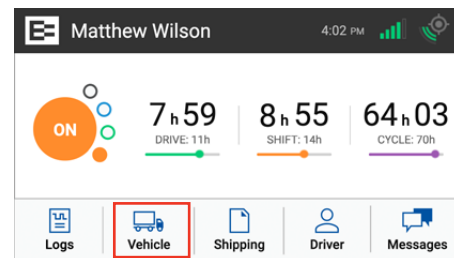 Matthew Wilson 4:02 PM
ON
7h59 8h55 64h03
DRIVE: 11h SHIFT: 14h CYCLE: 70h
Logs Vehicle Shipping Driver Messages